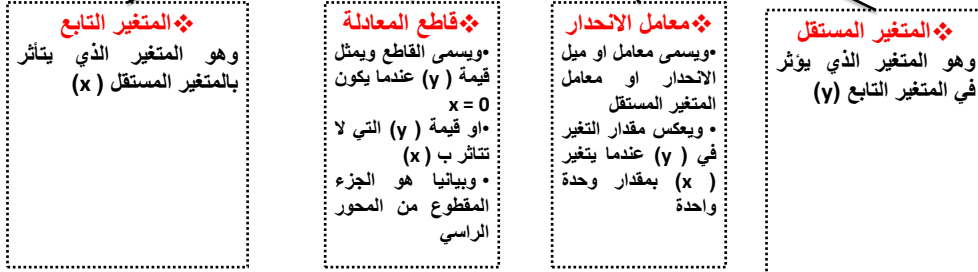 ❖المتغير المستقل
وهو المتغير الذي يؤثر
في المتغير التابع (y)
❖معامل الانحدار
•ويسمى معامل او ميل
الانحدار او معامل
المتغير المستقل
• ويعكس مقدار التغير
في ( y) عندما يتغير
( x) بمقدار وحدة
واحدة
❖قاطع المعادلة
•ويسمى القاطع ويمثل
قيمة ( y) عندما يكون
x = 0
•او قيمة ( y) التي لا
تتاثر ب ( x)
• وبيانيا هو الجزء
المقطوع من المحور
الراسي
❖المتغير التابع
وهو المتغير الذي يتأثر
بالمتغير المستقل ( x)